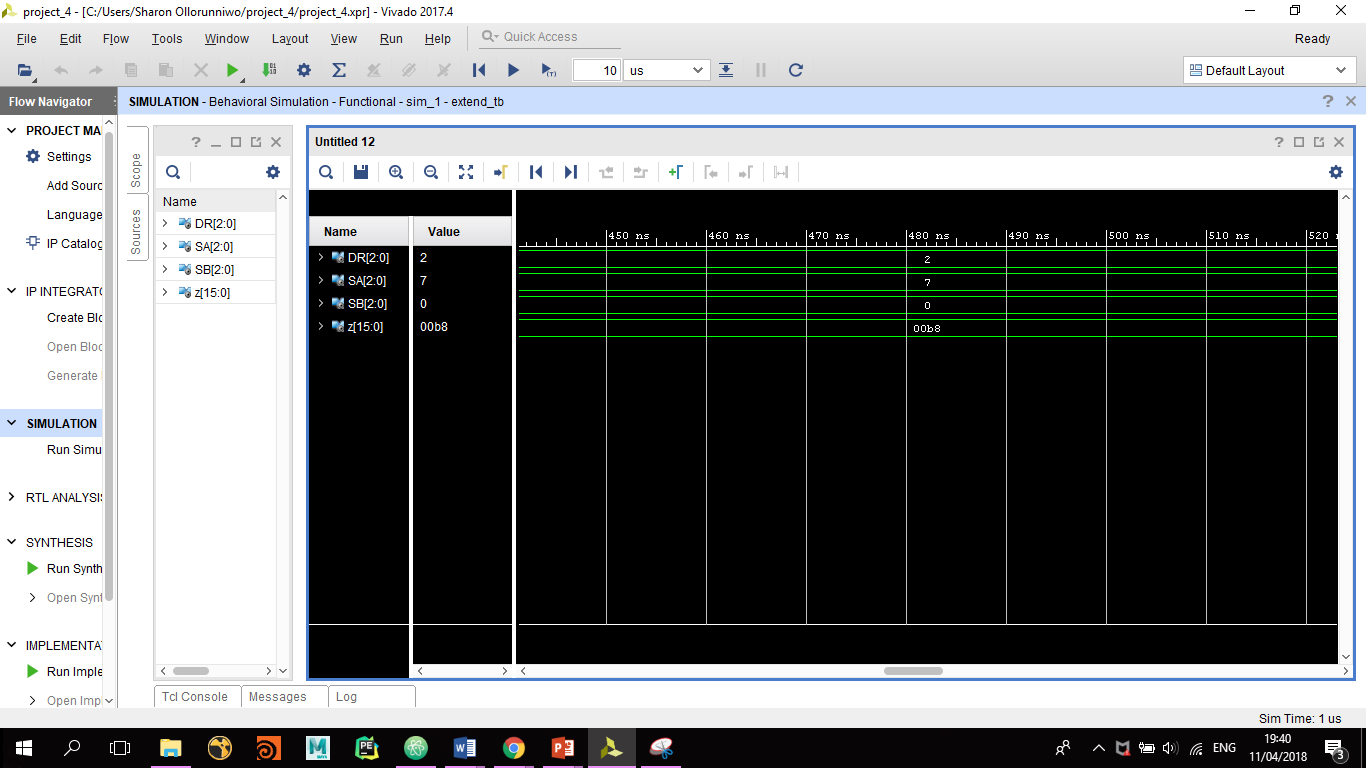 project_4 - [C:/Users/Sharon Ollorunniwo/project_4/project_4.xpr] - Vivado 2017.4
File Edit Flow Tools Window Layout View Run Help Quick Access Ready
10 us Default Layout
Flow Navigator
SIMULATION - Behavioral Simulation - Functional - sim_1 - extend_tb
PROJECT MA
Settings
Add Sourc
Language
IP Catalog
IP INTEGRATO
Create Blo
Open Bloc
Generate
SIMULATION
Run Simu
RTL ANALYSIS
SYNTHESIS
Run Synth
Open Synt
IMPLEMENTA
Run Imple
Open Imp
Scope
Sources
Name
DR[2:0]
SA[2:0]
SB[2:0]
z[15:0]
Untitled 12
Name Value
450 ns 460 ns 470 ns 480 ns 490 ns 500 ns 510 ns 520 n
DR[2:0] 2 2
SA[2:0] 7 7
SB[2:0] 0 0
z[15:0] 00b8 00b8
Tcl Console Messages Log
Sim Time: 1 us
ENG 19:40
11/04/2018 3